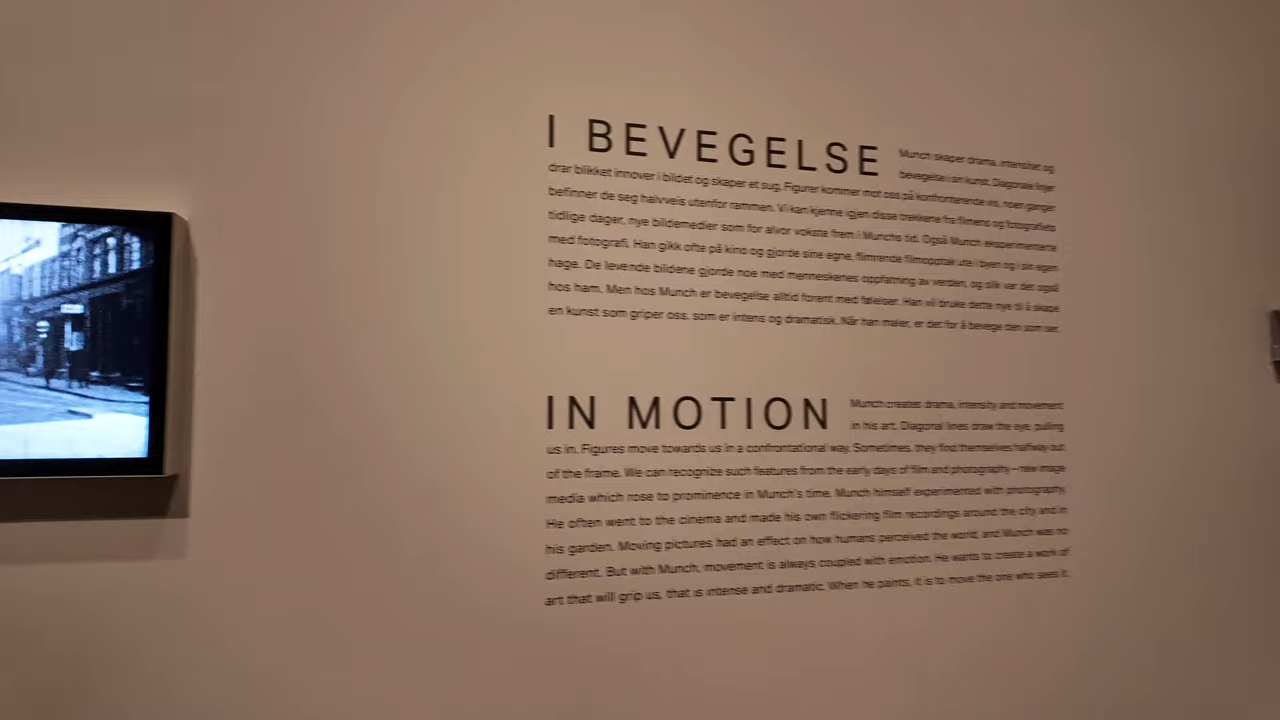 I BEVEGELSE Munch skaper drama, intensitet og
bevegelse i sin kunst. Diagonale linjer
drar blikket innover i bildet og skaper et sug. Figurer kommer mot oss på konfronterende vis, noen ganger
befinner de seg halvveis utenfor rammen. Vi kan kjenne igjen disse trekkene fra filmens og fotografiets
tidlige dager, nye bildemedier som for alvor vokste frem i Munchs tid. Også Munch eksperimenterte
med fotografi. Han gikk ofte på kino og gjorde sine egne, flimrende filmopptak ute i byen og i sin egen
hage. De levende bildene gjorde noe med menneskenes oppfatning av verden, og slik var det også
hos ham. Men hos Munch er bevegelse alltid forent med følelser. Han vil bruke dette nye til å skape
en kunst som griper oss, som er intens og dramatisk. Når han maler, er det for å bevege den som ser.
IN MOTION Munch creates drama, intensity and movement
in his art. Diagonal lines draw the eye, pulling
us in. Figures move towards us in a confrontational way. Sometimes, they find themselves halfway out
of the frame. We can recognize such features from the early days of film and photography – new image
media which rose to prominence in Munch's time. Munch himself experimented with photography.
He often went to the cinema and made his own flickering film recordings around the city and in
his garden. Moving pictures had an effect on how humans perceived the world, and Munch was no
different. But with Munch, movement is always coupled with emotion. He wants to create a work of
art that will grip us, that is intense and dramatic. When he paints, it is to move the one who sees it.